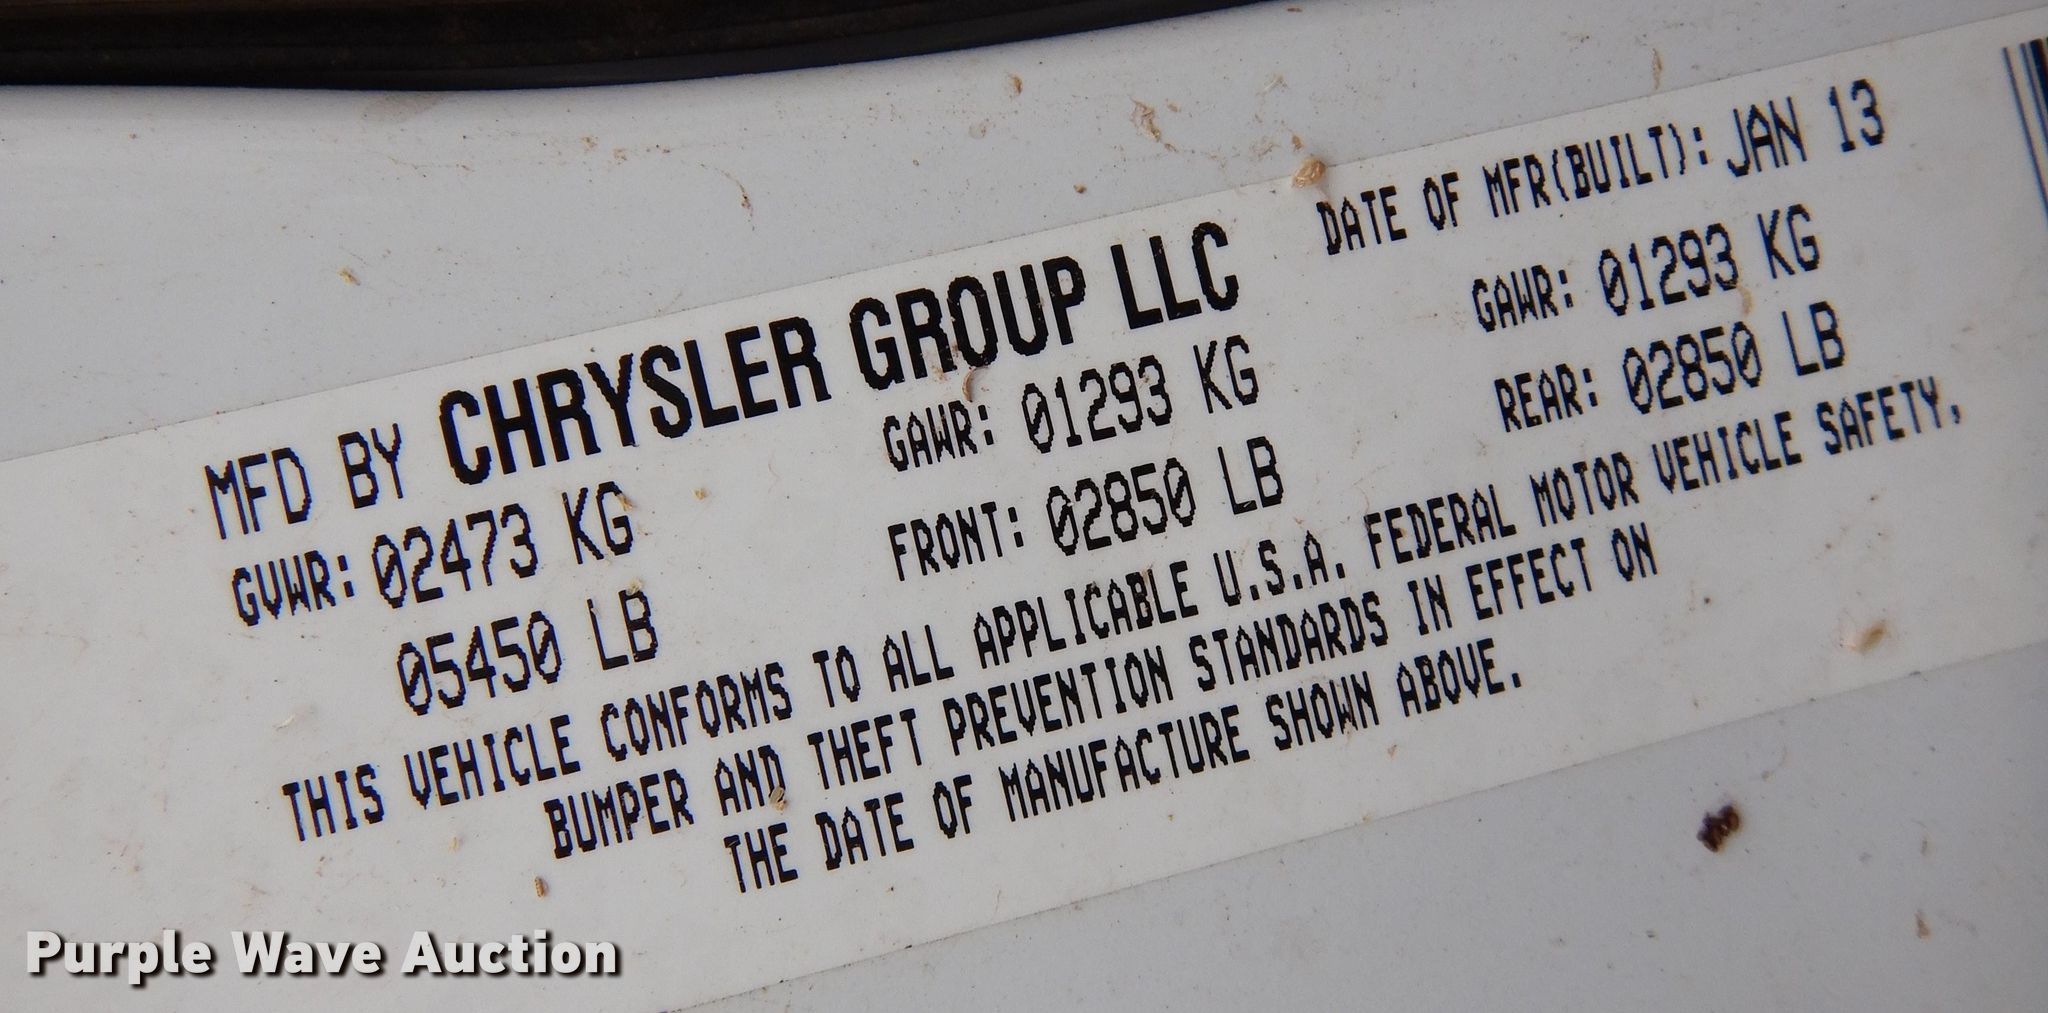 MFD BY CHRYSLER GROUP LLC DATE OF MFR(BUILT): JAN 13
GVWR: 02473 KG GAWR: 01293 KG GAWR: 01293 KG
05450 LB FRONT: 02850 LB REAR: 02850 LB
THIS VEHICLE CONFORMS TO ALL APPLICABLE U.S.A. FEDERAL MOTOR VEHICLE SAFETY,
BUMPER AND THEFT PREVENTION STANDARDS IN EFFECT ON
THE DATE OF MANUFACTURE SHOWN ABOVE.
Purple Wave Auction